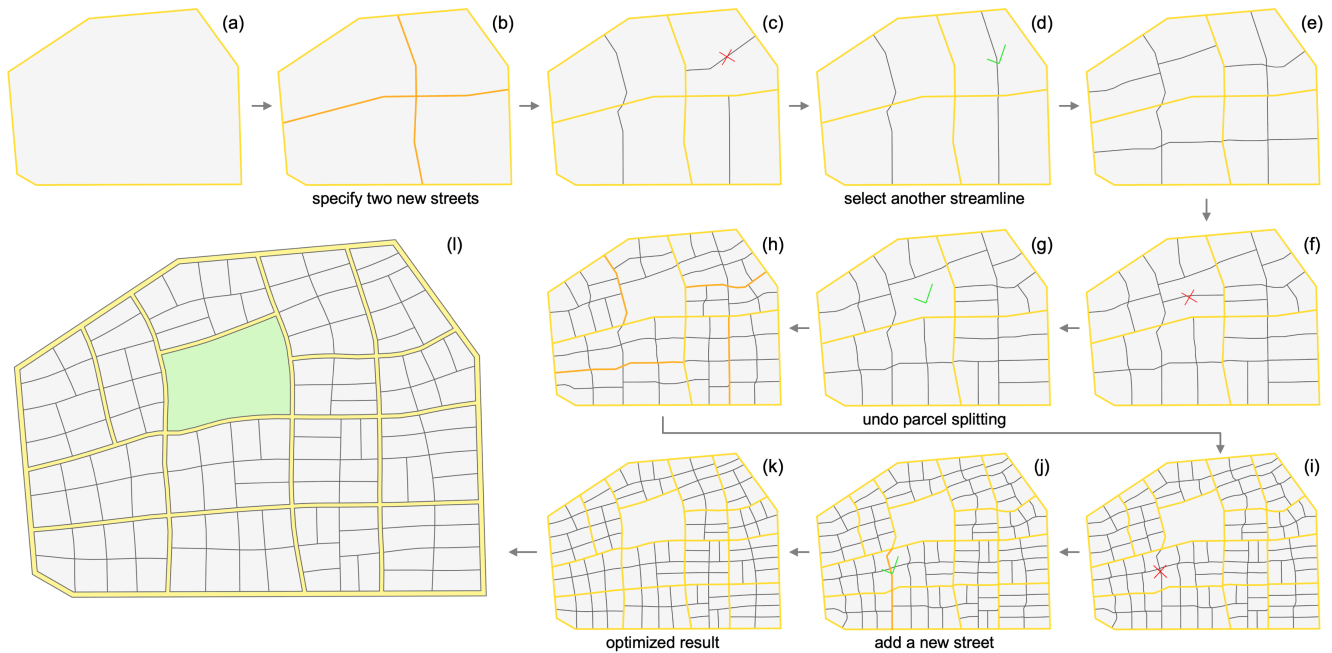 (a)
(b)
(c)
(d)
(e)
specify two new streets
select another streamline
(l)
(h)
(g)
(f)
undo parcel splitting
(k)
(j)
(i)
optimized result
add a new street